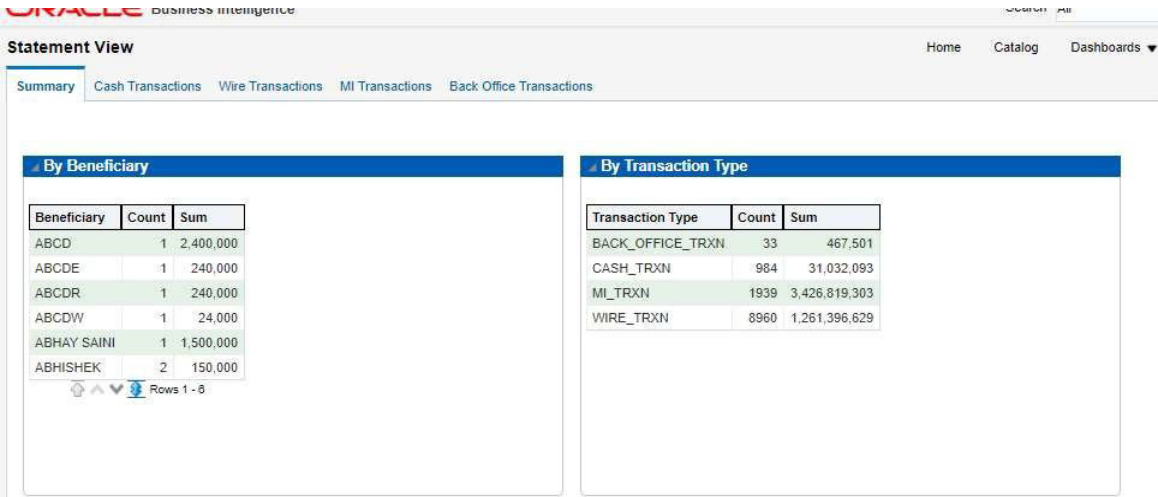 ORACLE Business Intelligence Search All
Statement View Home Catalog Dashboards
Summary Cash Transactions Wire Transactions MI Transactions Back Office Transactions
By Beneficiary
Beneficiary Count Sum
ABCD 1 2,400,000
ABCDE 1 240,000
ABCDR 1 240,000
ABCDW 1 24,000
ABHAY SAINI 1 1,500,000
ABHISHEK 2 150,000
Rows 1 - 6
By Transaction Type
Transaction Type Count Sum
BACK_OFFICE_TRXN 33 467,501
CASH_TRXN 984 31,032,093
MI_TRXN 1939 3,426,819,303
WIRE_TRXN 8960 1,261,396,629